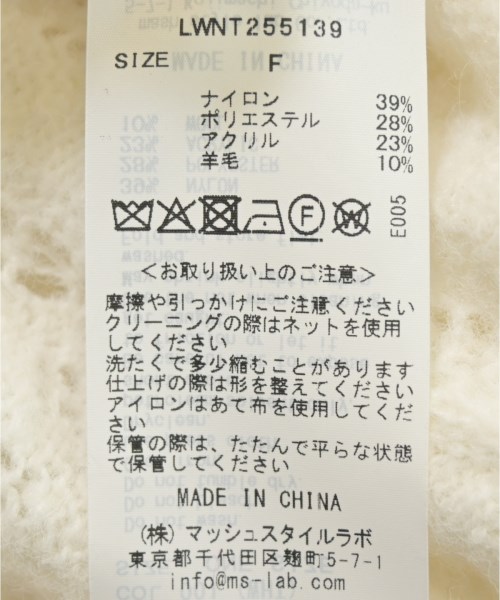 LWNT255139
SIZE F
ナイロン 39%
ポリエステル 28%
アクリル 23%
羊毛 10%
F
W
E005
＜お取り扱い上のご注意＞
摩擦や引っかけにご注意ください
クリーニングの際はネットを使用
してください
洗たくで多少縮むことがあります
仕上げの際は形を整えてください
アイロンはあて布を使用してくだ
さい
保管の際は、たたんで平らな状態
で保管してください
MADE IN CHINA
(株) マッシュスタイルラボ
東京都千代田区麹町5-7-1
info@ms-lab.com